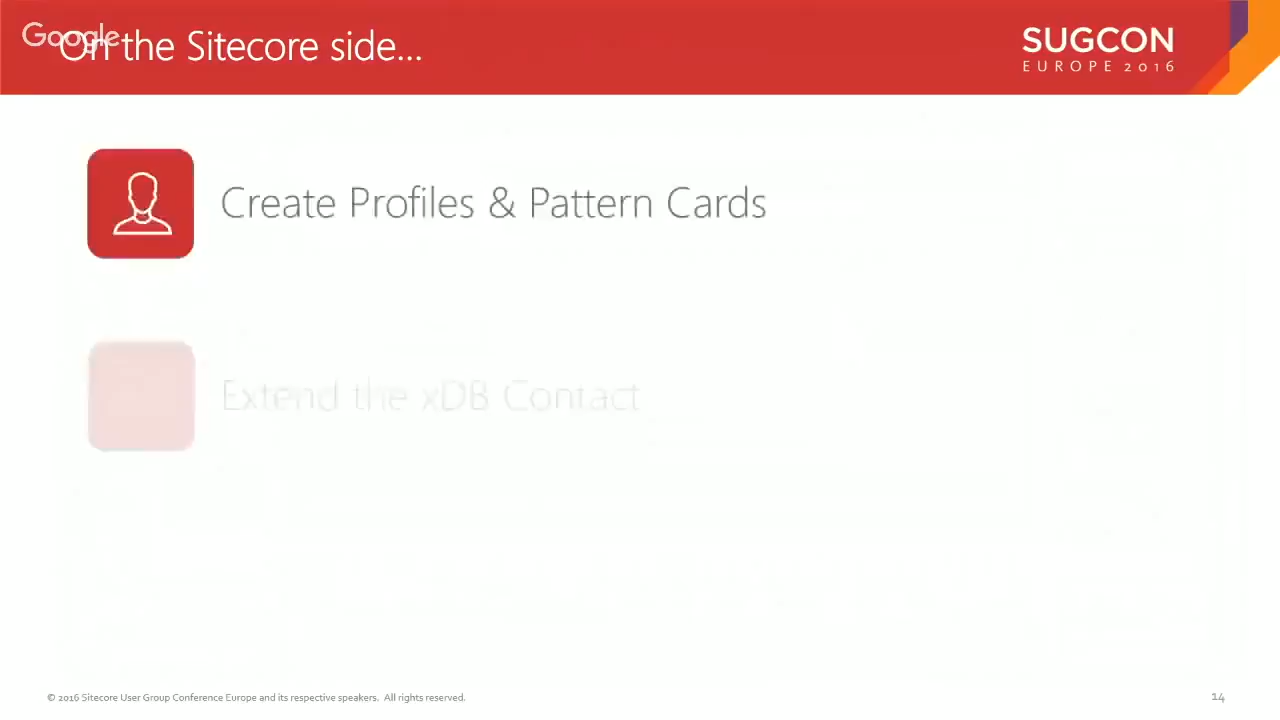 Google
On the Sitecore side...
SUGCON
EUROPE 2016
Create Profiles & Pattern Cards
Extend the xDB Contact
© 2016 Sitecore User Group Conference Europe and its respective speakers. All rights reserved.
14